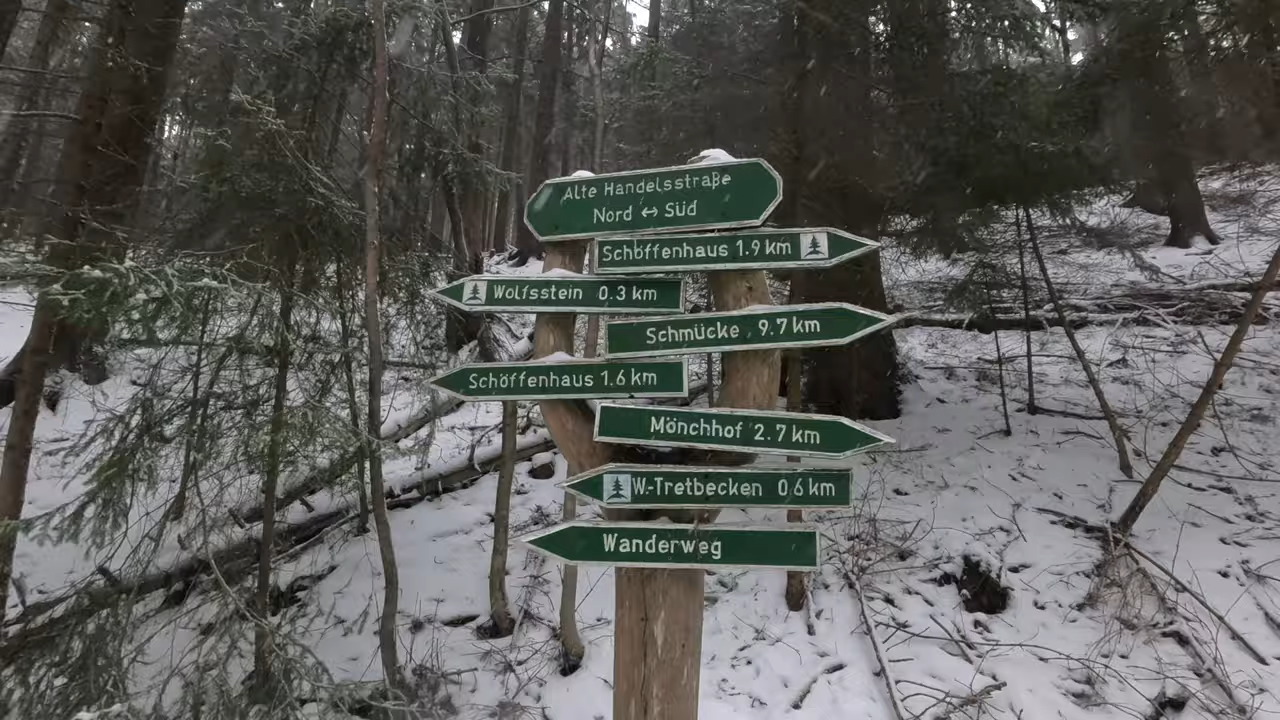 Alte Handelsstraße
Nord ↔ Süd
Schöffenhaus 1.9 km
Wolfsstein 0.3 km
Schmücke 9.7 km
Schöffenhaus 1.6 km
Mönchhof 2.7 km
W.-Tretbecken 0.6 km
Wanderweg